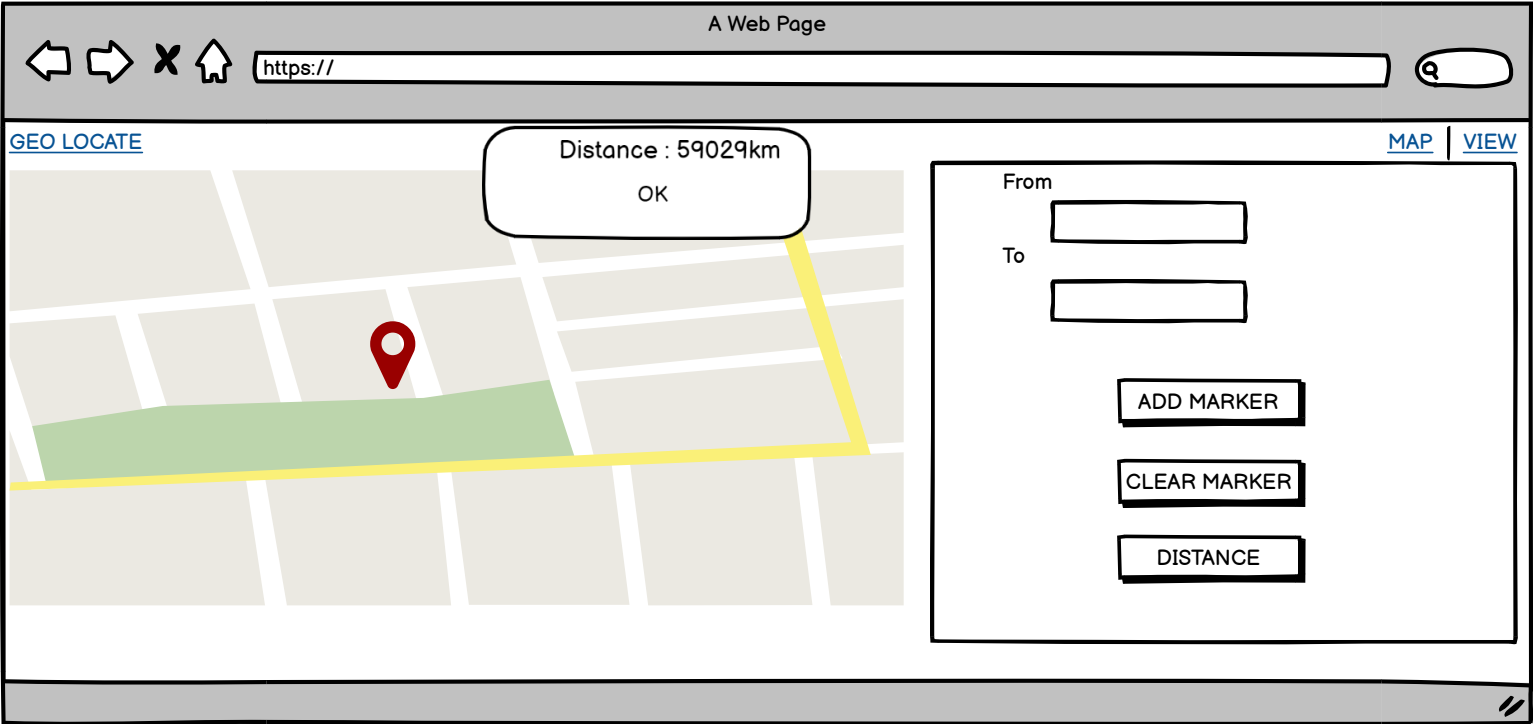 A Web Page
https://
GEO LOCATE
MAP
VIEW
Distance : 59029km
OK
From
To
ADD MARKER
CLEAR MARKER
DISTANCE